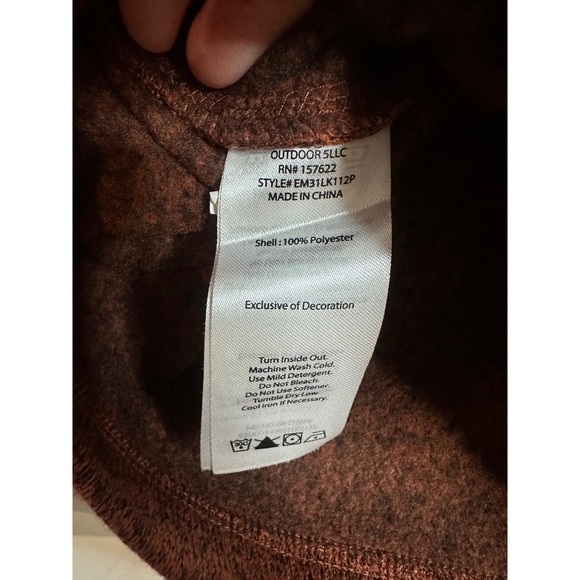 OUTDOOR 5LLC
RN# 157622
STYLE# EM31LK112P
MADE IN CHINA
Shell : 100% Polyester
Exclusive of Decoration
Turn Inside Out.
Machine Wash Cold.
Use Mild Detergent.
Do Not Bleach.
Do Not Use Softener.
Tumble Dry Low.
Cool Iron If Necessary.
30C